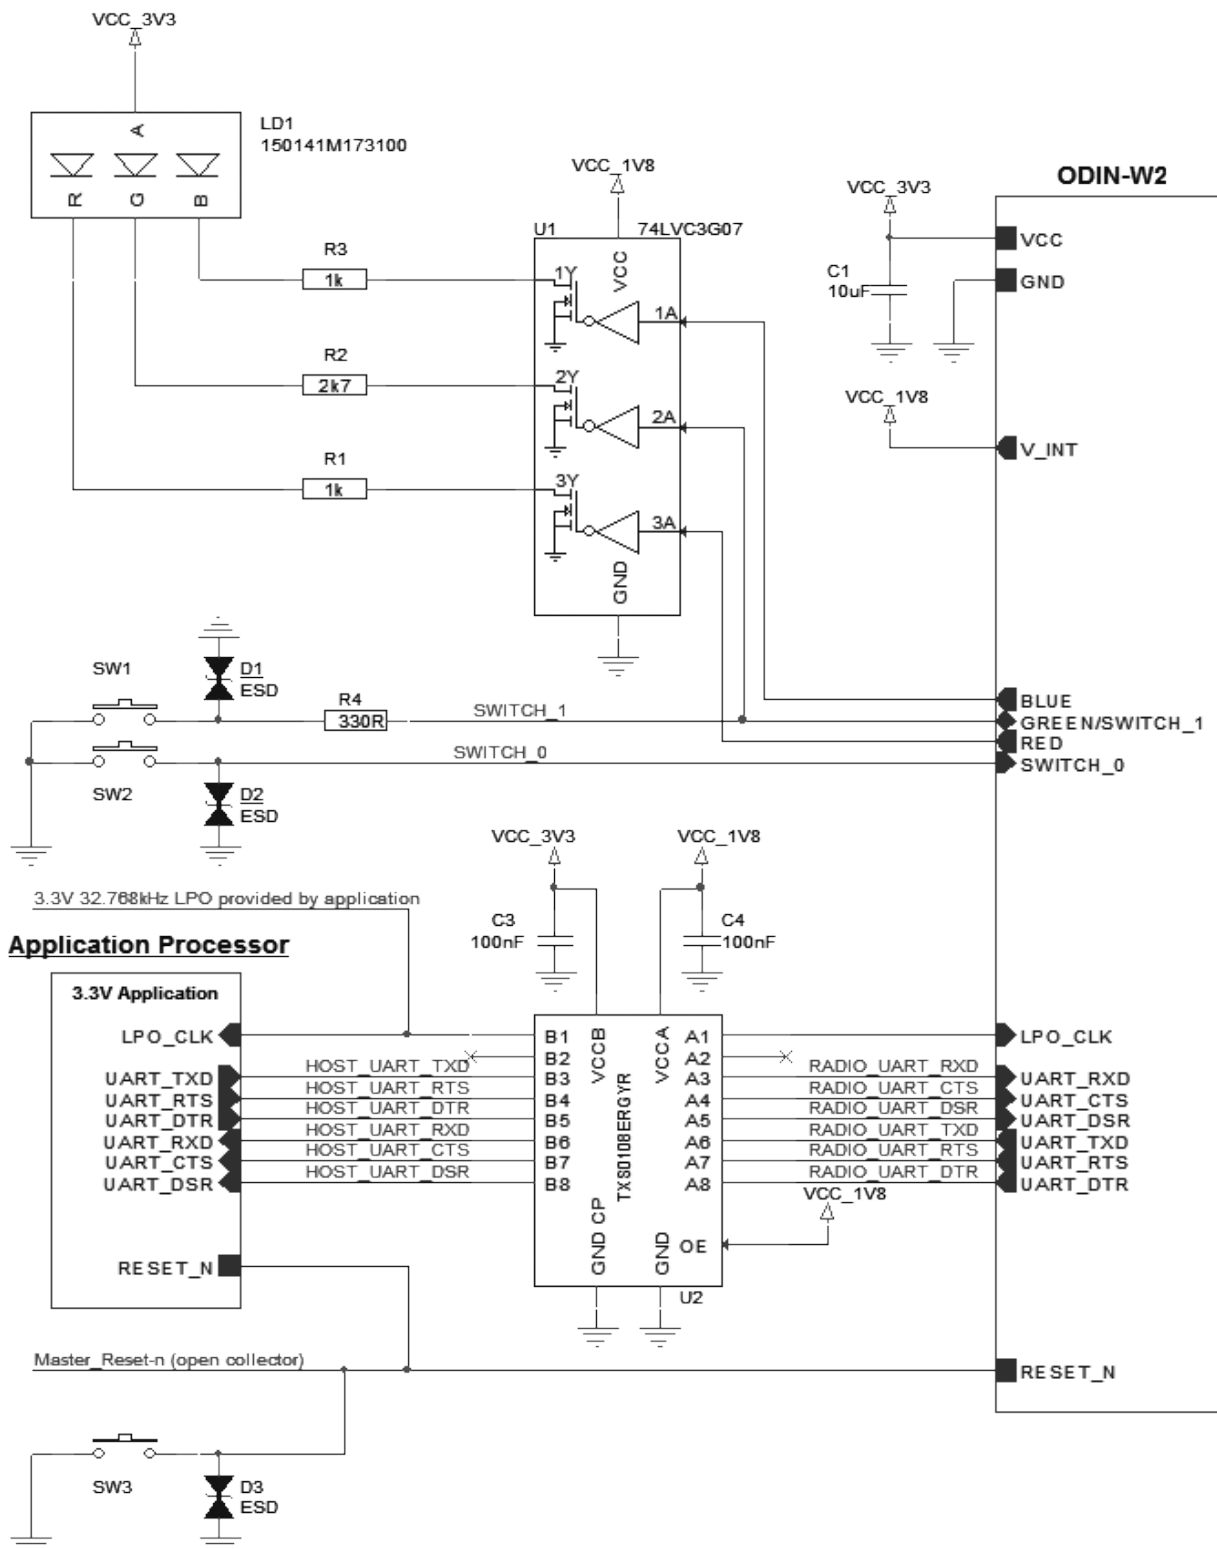 VCC_3V3
LD1
150141M173100
A
R G B
VCC_1V8
U1 74LVC3G07
VCC
1Y
1A
2Y
2A
3Y
3A
GND
R3
1k
R2
2k7
R1
1k
ODIN-W2
VCC_3V3
VCC
C1
10uF
GND
VCC_1V8
V_INT
SW1
D1
ESD
R4
330R
SWITCH_1
BLUE
GREEN/SWITCH_1
RED
SWITCH_0
SWITCH_0
SW2
D2
ESD
VCC_3V3
VCC_1V8
3.3V 32.768kHz LPO provided by application
C3
100nF
C4
100nF
Application Processor
3.3V Application
LPO_CLK B1 VCCB VCCA A1 LPO_CLK
B2 A2
UART_TXD HOST_UART_TXD B3 A3 RADIO_UART_RXD UART_RXD
UART_RTS HOST_UART_RTS B4 A4 RADIO_UART_CTS UART_CTS
UART_DTR HOST_UART_DTR B5 A5 RADIO_UART_DSR UART_DSR
UART_RXD HOST_UART_RXD B6 A6 RADIO_UART_TXD UART_TXD
UART_CTS HOST_UART_CTS B7 A7 RADIO_UART_RTS UART_RTS
UART_DSR HOST_UART_DSR B8 A8 RADIO_UART_DTR UART_DTR
TXS0108ERGYR
VCC_1V8
GND CP
GND
OE
U2
RESET_N
Master_Reset-n (open collector)
RESET_N
SW3
D3
ESD